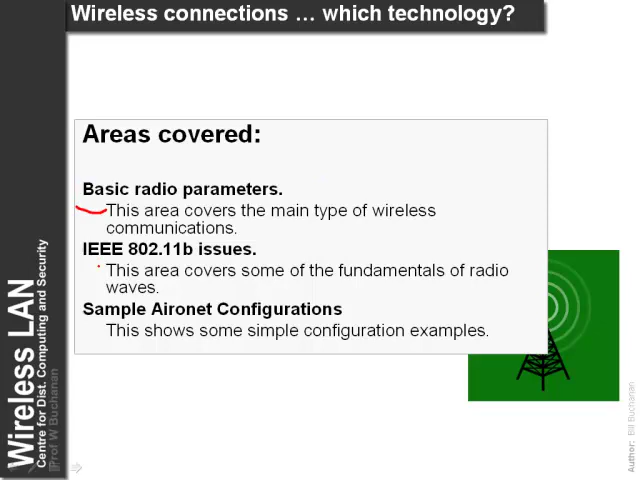 Wireless connections … which technology?
Areas covered:
Basic radio parameters.
This area covers the main type of wireless
communications.
IEEE 802.11b issues.
This area covers some of the fundamentals of radio
waves.
Sample Aironet Configurations
This shows some simple configuration examples.
Wireless LAN
Centre for Dist. Computing and Security
Prof W Buchanan
Author: Bill Buchanan